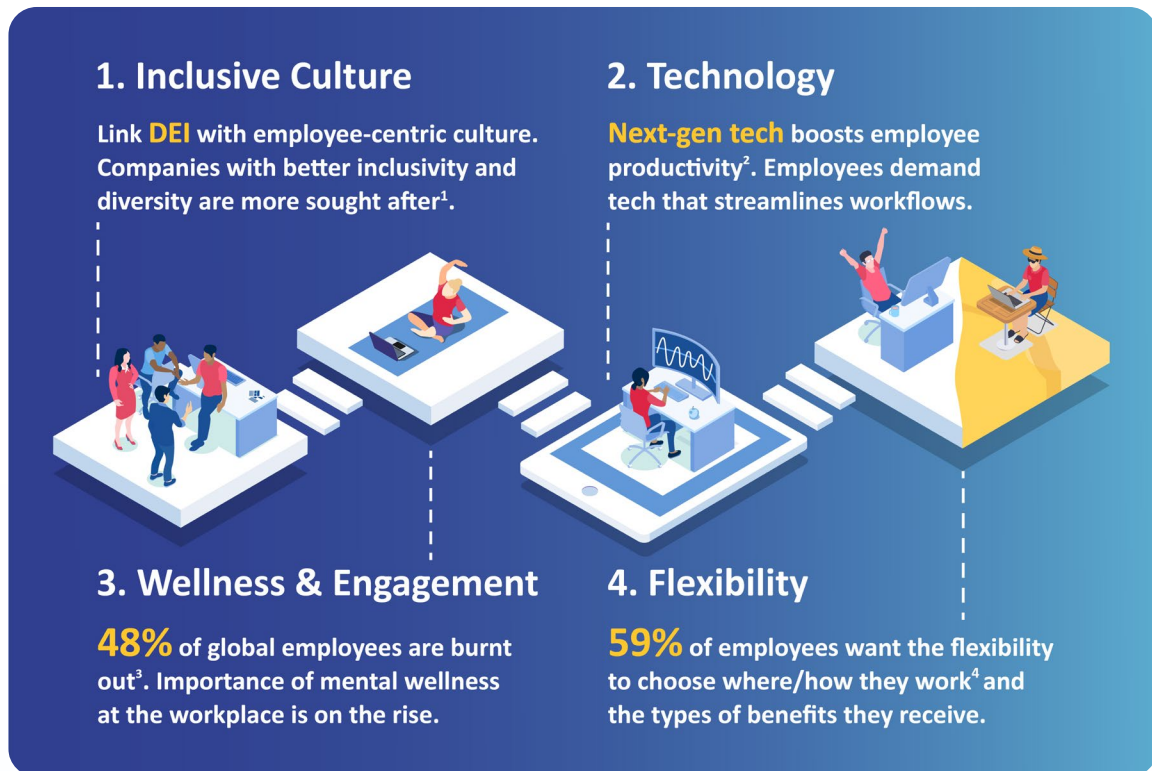 1. Inclusive Culture
Link DEI with employee-centric culture.
Companies with better inclusivity and
diversity are more sought after¹.
2. Technology
Next-gen tech boosts employee
productivity². Employees demand
tech that streamlines workflows.
3. Wellness & Engagement
48% of global employees are burnt
out³. Importance of mental wellness
at the workplace is on the rise.
4. Flexibility
59% of employees want the flexibility
to choose where/how they work⁴ and
the types of benefits they receive.